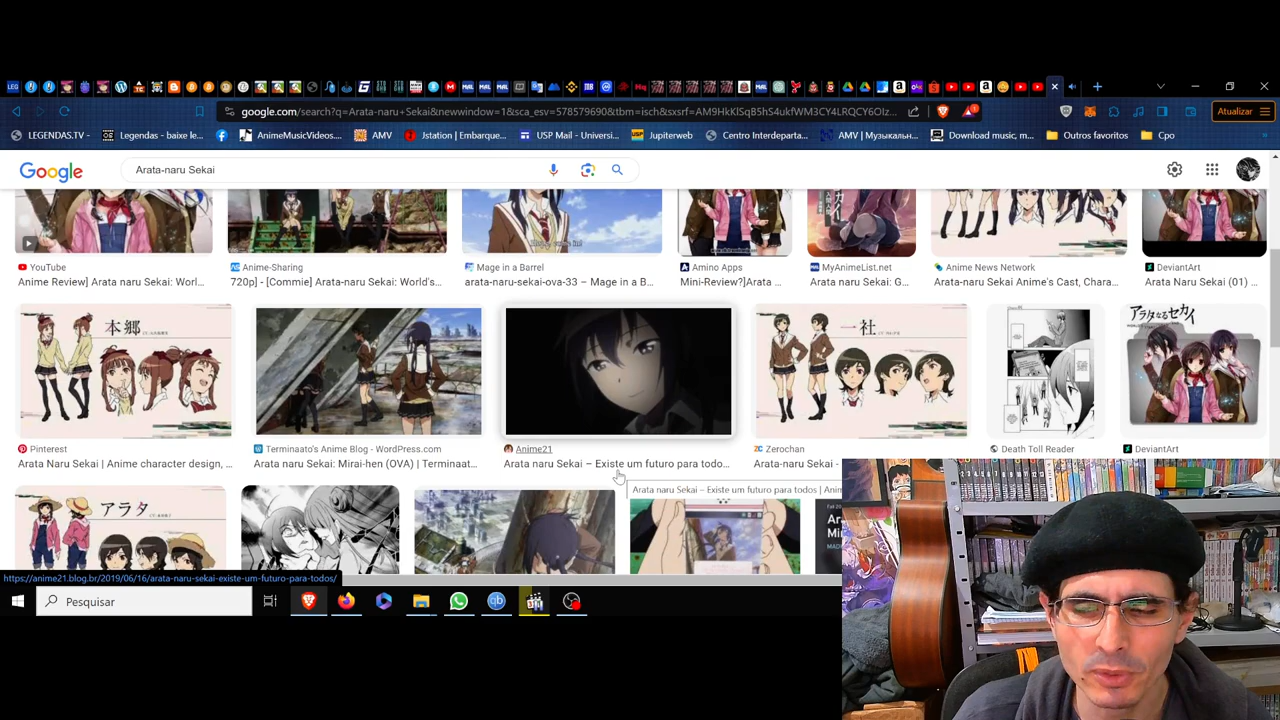 LEG
google.com/search?q=Arata-naru+Sekai&newwindow=1&sca_esv=578579690&tbm=isch&sxsrf=AM9HkKlSqB5hS4ukfWM3CY4LRQCY6OIz...
Atualizar
LEGENDAS.TV -
Legendas - baixe le...
AnimeMusicVideos....
AMV
Jstation | Embarque...
USP Mail - Universi...
Jupiterweb
Centro Interdeparta...
AMV | Музыкальн...
Download music, m...
Outros favoritos
Cpo
Google
Arata-naru Sekai
YouTube
Anime Review] Arata naru Sekai: Worl...
Anime-Sharing
720p] - [Commie] Arata-naru Sekai: World's...
Mage in a Barrel
arata-naru-sekai-ova-33 – Mage in a B...
Amino Apps
Mini-Review?]Arata ...
MyAnimeList.net
Arata naru Sekai: G...
Anime News Network
Arata-naru Sekai Anime's Cast, Chara...
DeviantArt
Arata Naru Sekai (01) ...
本郷
一社
アラタなるセカイ
Pinterest
Arata Naru Sekai | Anime character design, ...
Terminaato's Anime Blog - WordPress.com
Arata naru Sekai: Mirai-hen (OVA) | Terminaat...
Anime21
Arata naru Sekai – Existe um futuro para todo...
Zerochan
Arata-naru Sekai -
Death Toll Reader
DeviantArt
Arata naru Sekai – Existe um futuro para todos | Anim
アラタ
https://anime21.blog.br/2019/06/16/arata-naru-sekai-existe-um-futuro-para-todos/
Pesquisar